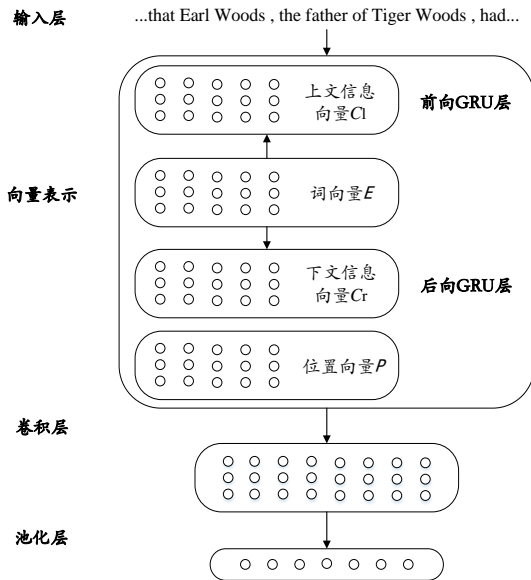 输入层
...that Earl Woods , the father of Tiger Woods , had...
上文信息
向量Cl
前向GRU层
向量表示
词向量E
下文信息
向量Cr
后向GRU层
位置向量P
卷积层
池化层